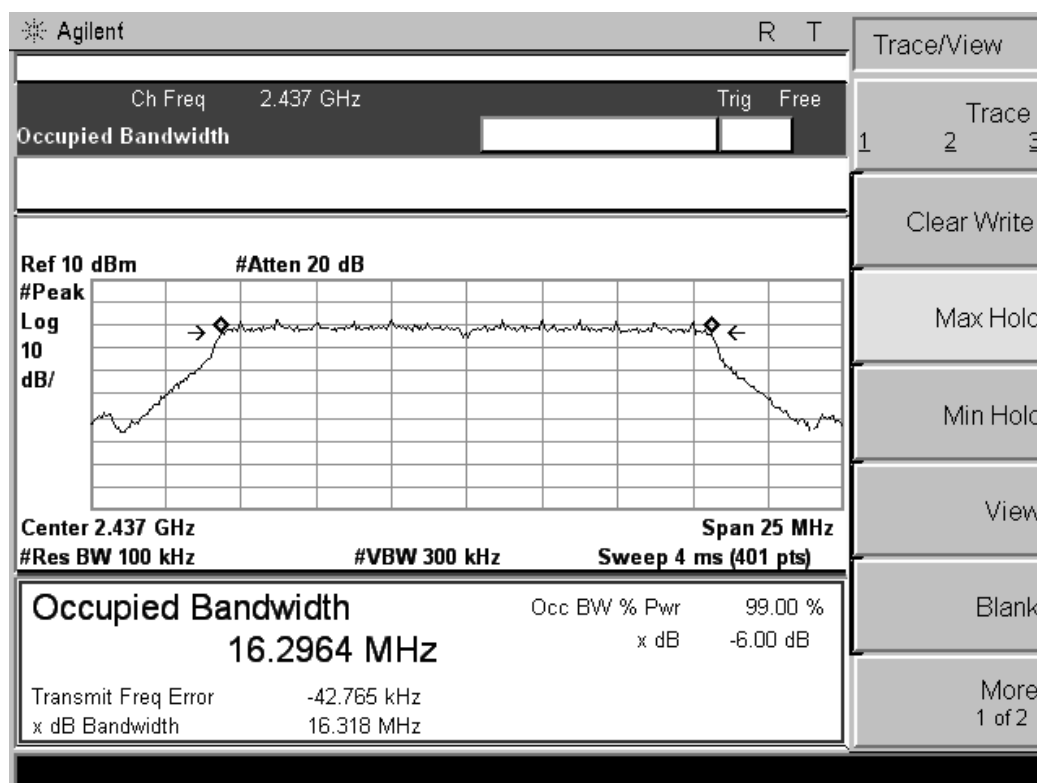 Agilent R T
Trace/View
Ch Freq 2.437 GHz Trig Free
Occupied Bandwidth
Trace
1 2 3
Clear Write
Ref 10 dBm #Atten 20 dB
#Peak
Log
10
dB/
Max Hold
Min Hold
View
Center 2.437 GHz Span 25 MHz
#Res BW 100 kHz #VBW 300 kHz Sweep 4 ms (401 pts)
Occupied Bandwidth
16.2964 MHz
Occ BW % Pwr 99.00 %
x dB -6.00 dB
Transmit Freq Error -42.765 kHz
x dB Bandwidth 16.318 MHz
Blank
More
1 of 2